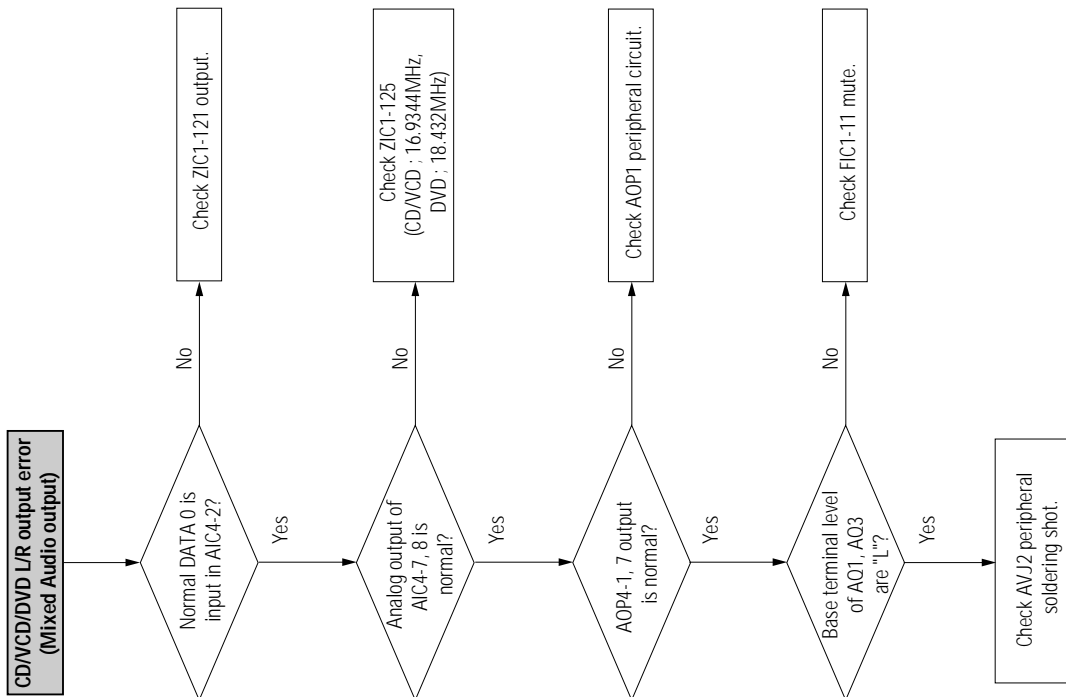 CD/VCD/DVD L/R output error
(Mixed Audio output)
Normal DATA 0 is
input in AIC4-2?
No
Check ZIC1-121 output.
Yes
Analog output of
AIC4-7, 8 is
normal?
No
Check ZIC1-125
(CD/VCD ; 16.9344MHz,
DVD ; 18.432MHz)
Yes
AOP4-1, 7 output
is normal?
No
Check AOP1 peripheral circuit.
Yes
Base terminal level
of AQ1, AQ3
are "L"?
No
Check FIC1-11 mute.
Yes
Check AVJ2 peripheral
soldering shot.